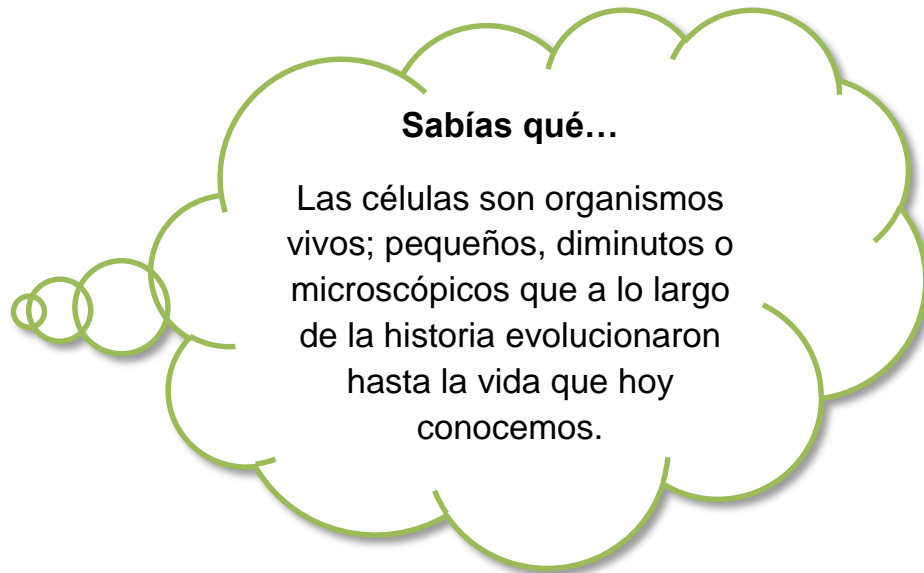 Sabías qué…
Las células son organismos
vivos; pequeños, diminutos o
microscópicos que a lo largo
de la historia evolucionaron
hasta la vida que hoy
conocemos.